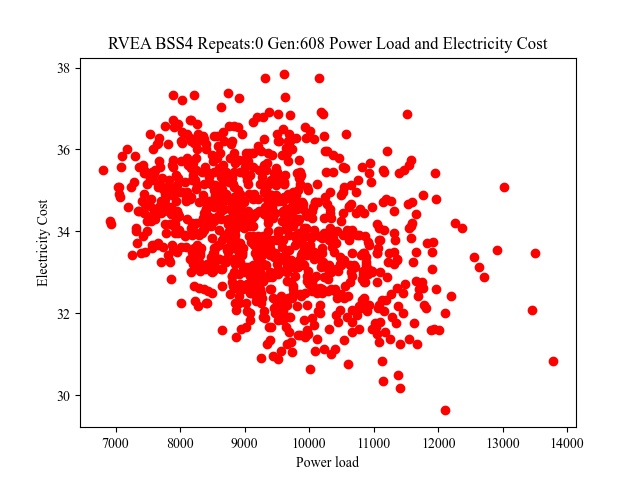 RVEA BSS4 Repeats:0 Gen:608 Power Load and Electricity Cost
38
36
34
32
30
Electricity Cost
7000 8000 9000 10000 11000 12000 13000 14000
Power load